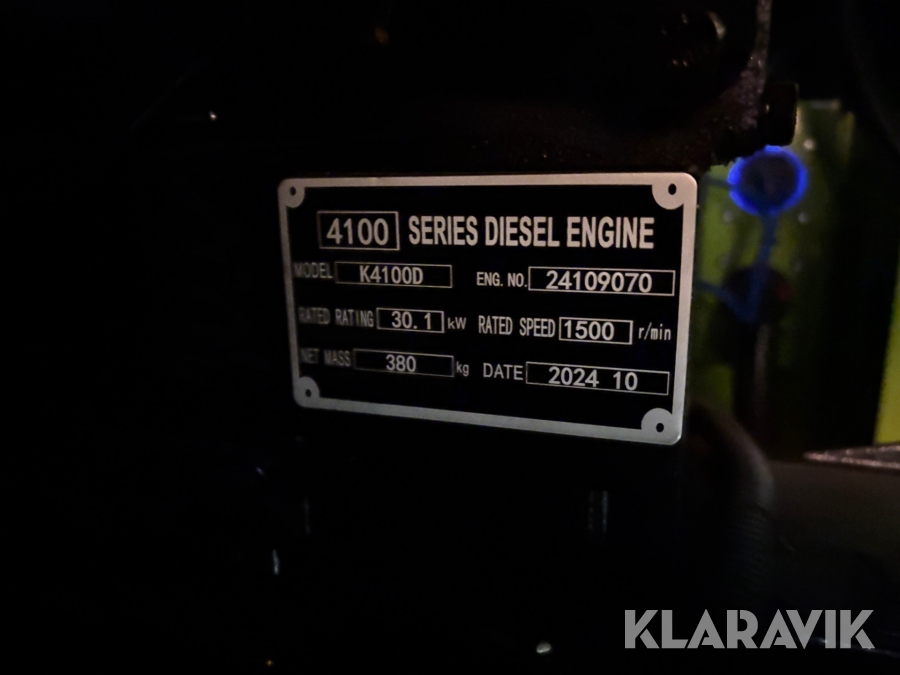 4100 SERIES DIESEL ENGINE
MODEL K4100D ENG. NO. 24109070
RATED RATING 30.1 kW RATED SPEED 1500 r/min
NET MASS 380 kg DATE 2024 10
KLARAVIK